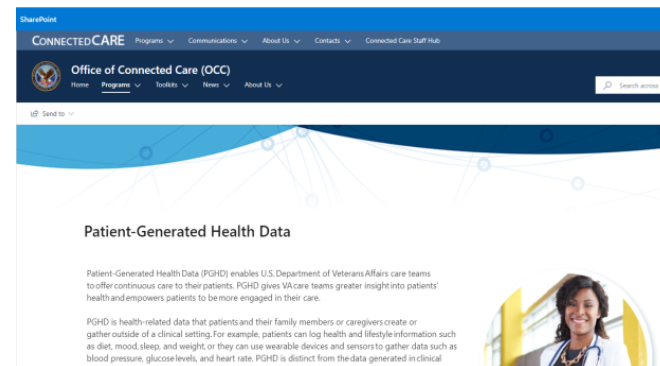 SharePoint
CONNECTEDCARE Programs Communications About Us Contacts Connected Care Staff Hub
Office of Connected Care (OCC)
Home Programs Toolkits News About Us
Search across
Send to
Patient-Generated Health Data
Patient-Generated Health Data (PGHD) enables U.S. Department of Veterans Affairs care teams
to offer continuous care to their patients. PGHD gives VA care teams greater insight into patients'
health and empowers patients to be more engaged in their care.
PGHD is health-related data that patients and their family members or caregivers create or
gather outside of a clinical setting. For example, patients can log health and lifestyle information such
as diet, mood, sleep, and weight, or they can use wearable devices and sensors to gather data such as
blood pressure, glucose levels, and heart rate. PGHD is distinct from the data generated in clinical